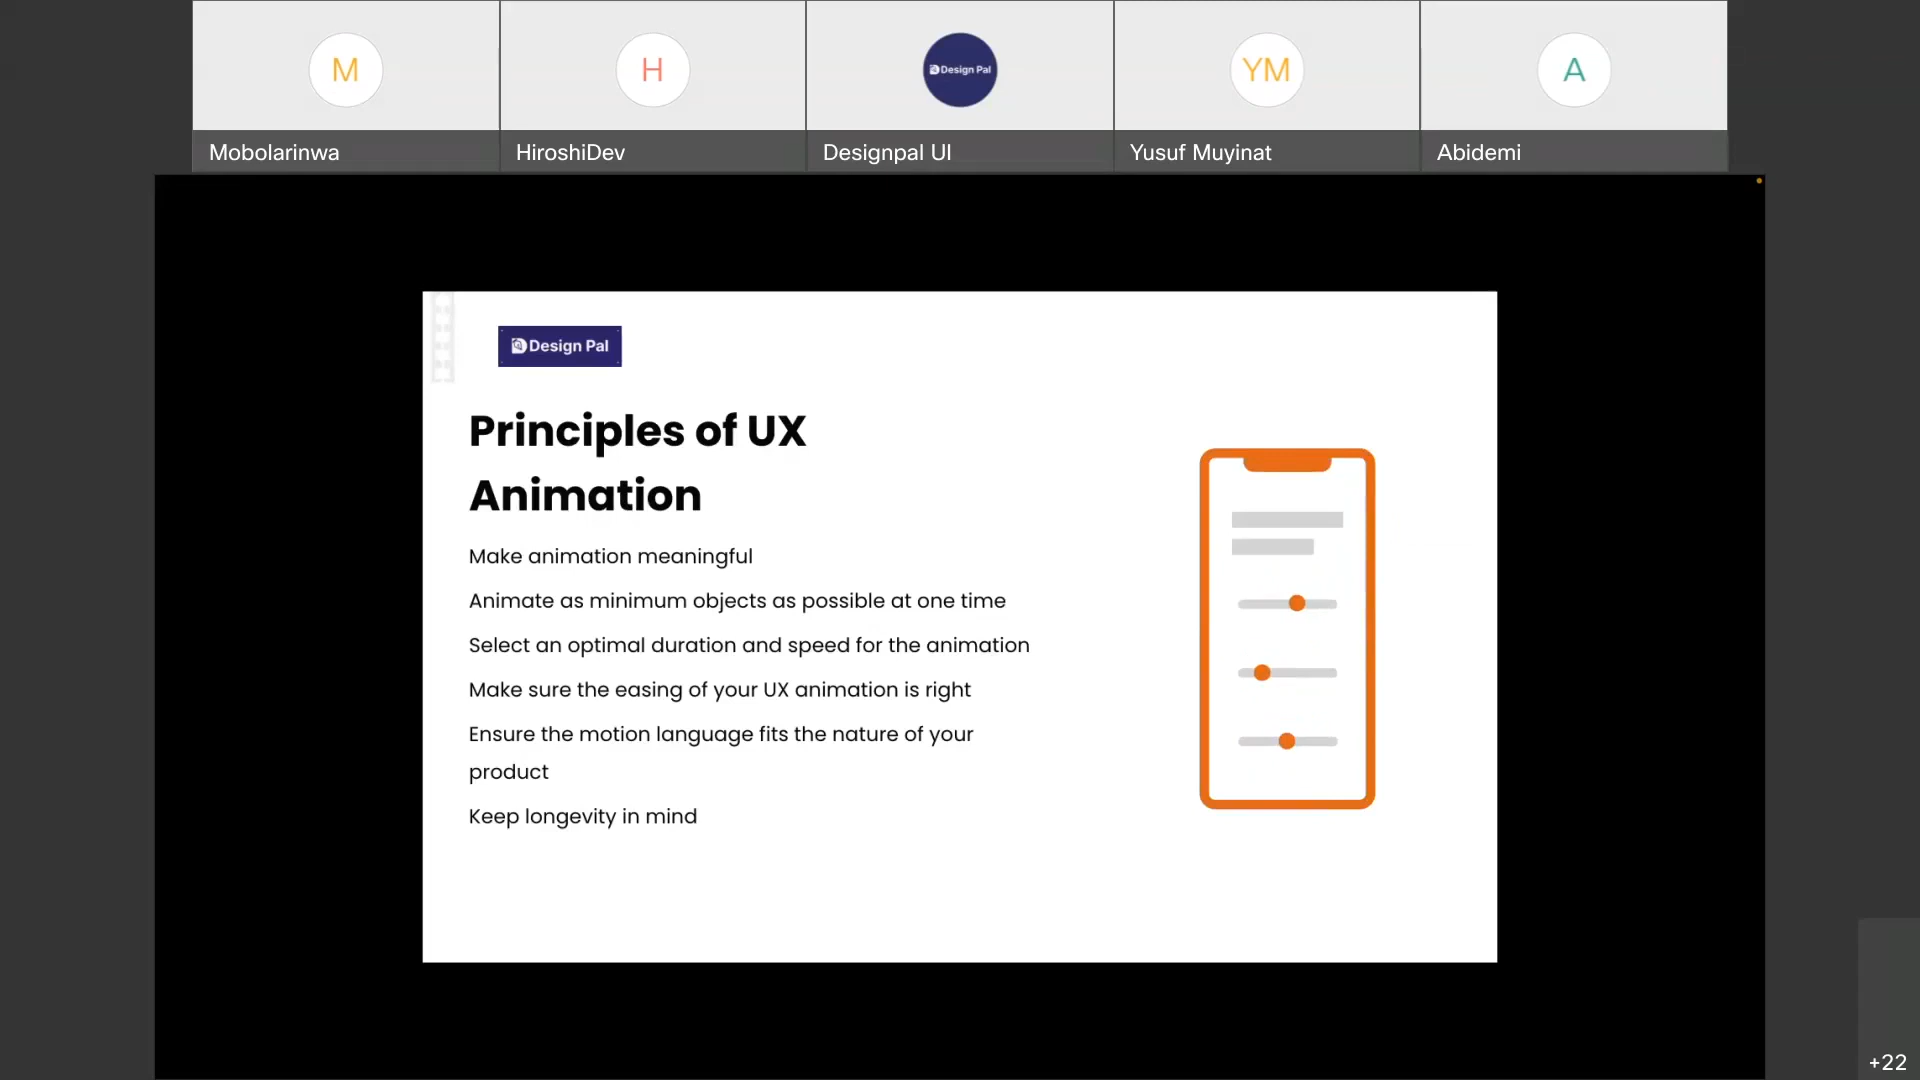 M
H
Design Pal
YM
A
Mobolarinwa
HiroshiDev
Designpal UI
Yusuf Muyinat
Abidemi
Design Pal
Principles of UX
Animation
Make animation meaningful
Animate as minimum objects as possible at one time
Select an optimal duration and speed for the animation
Make sure the easing of your UX animation is right
Ensure the motion language fits the nature of your
product
Keep longevity in mind
+22